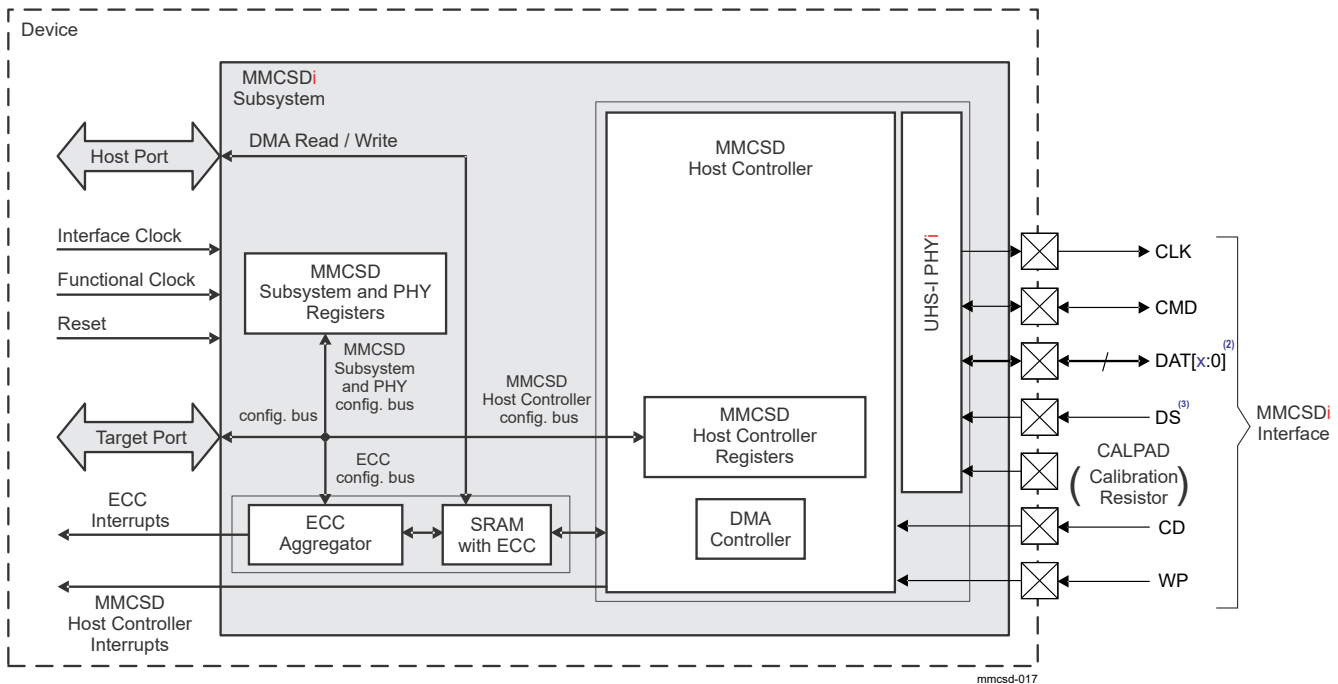 Device
MMCSDi
Subsystem
Host Port
DMA Read / Write
MMCSD
Host Controller
UHS-I PHYi
Interface Clock
Functional Clock
Reset
MMCSD
Subsystem and PHY
Registers
MMCSD
Subsystem
and PHY
config. bus
MMCSD
Host Controller
config. bus
config. bus
Target Port
MMCSD
Host Controller
Registers
ECC
config. bus
ECC
Interrupts
ECC
Aggregator
SRAM
with ECC
DMA
Controller
MMCSD
Host Controller
Interrupts
CLK
CMD
DAT[x:0](2)
DS(3)
CALPAD
(Calibration
Resistor)
CD
WP
MMCSDi
Interface
mmcsd-017